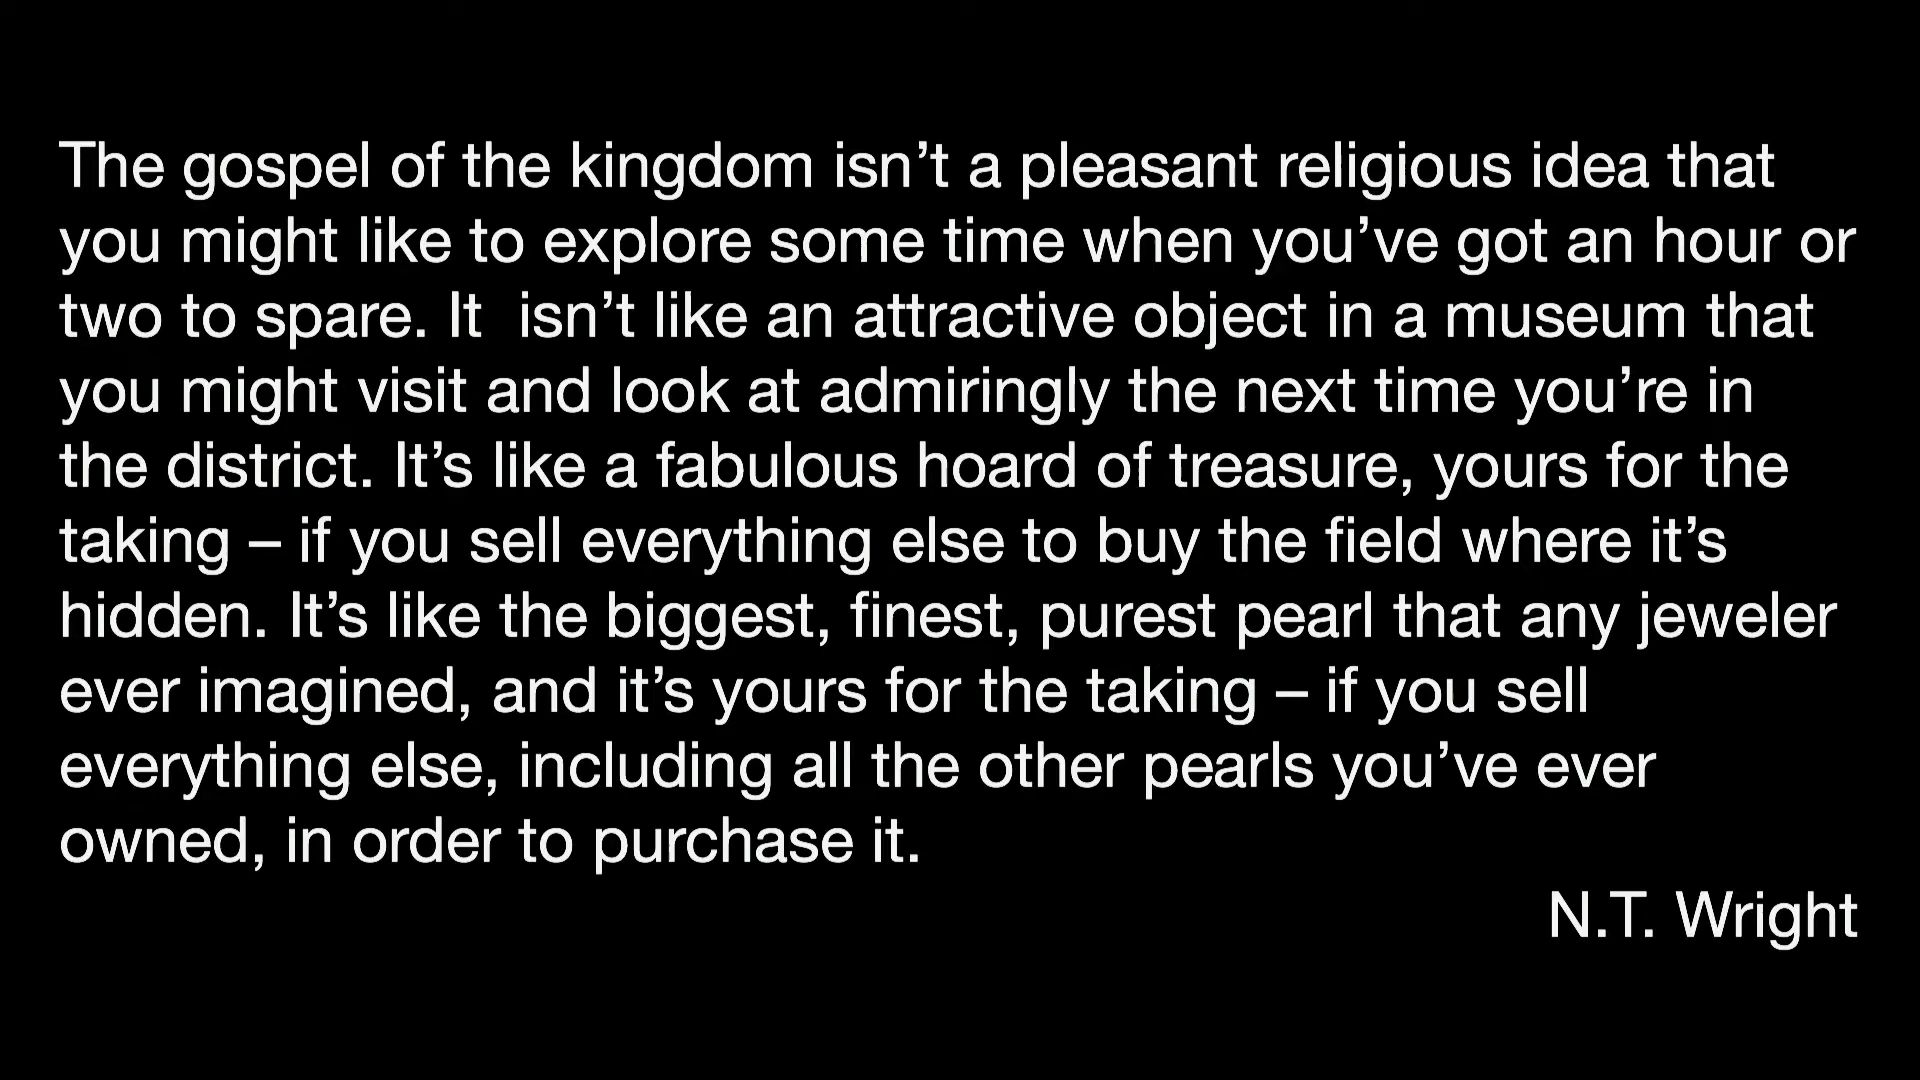 The gospel of the kingdom isn’t a pleasant religious idea that
you might like to explore some time when you’ve got an hour or
two to spare. It  isn’t like an attractive object in a museum that
you might visit and look at admiringly the next time you’re in
the district. It’s like a fabulous hoard of treasure, yours for the
taking – if you sell everything else to buy the field where it’s
hidden. It’s like the biggest, finest, purest pearl that any jeweler
ever imagined, and it’s yours for the taking – if you sell
everything else, including all the other pearls you’ve ever
owned, in order to purchase it.
N.T. Wright